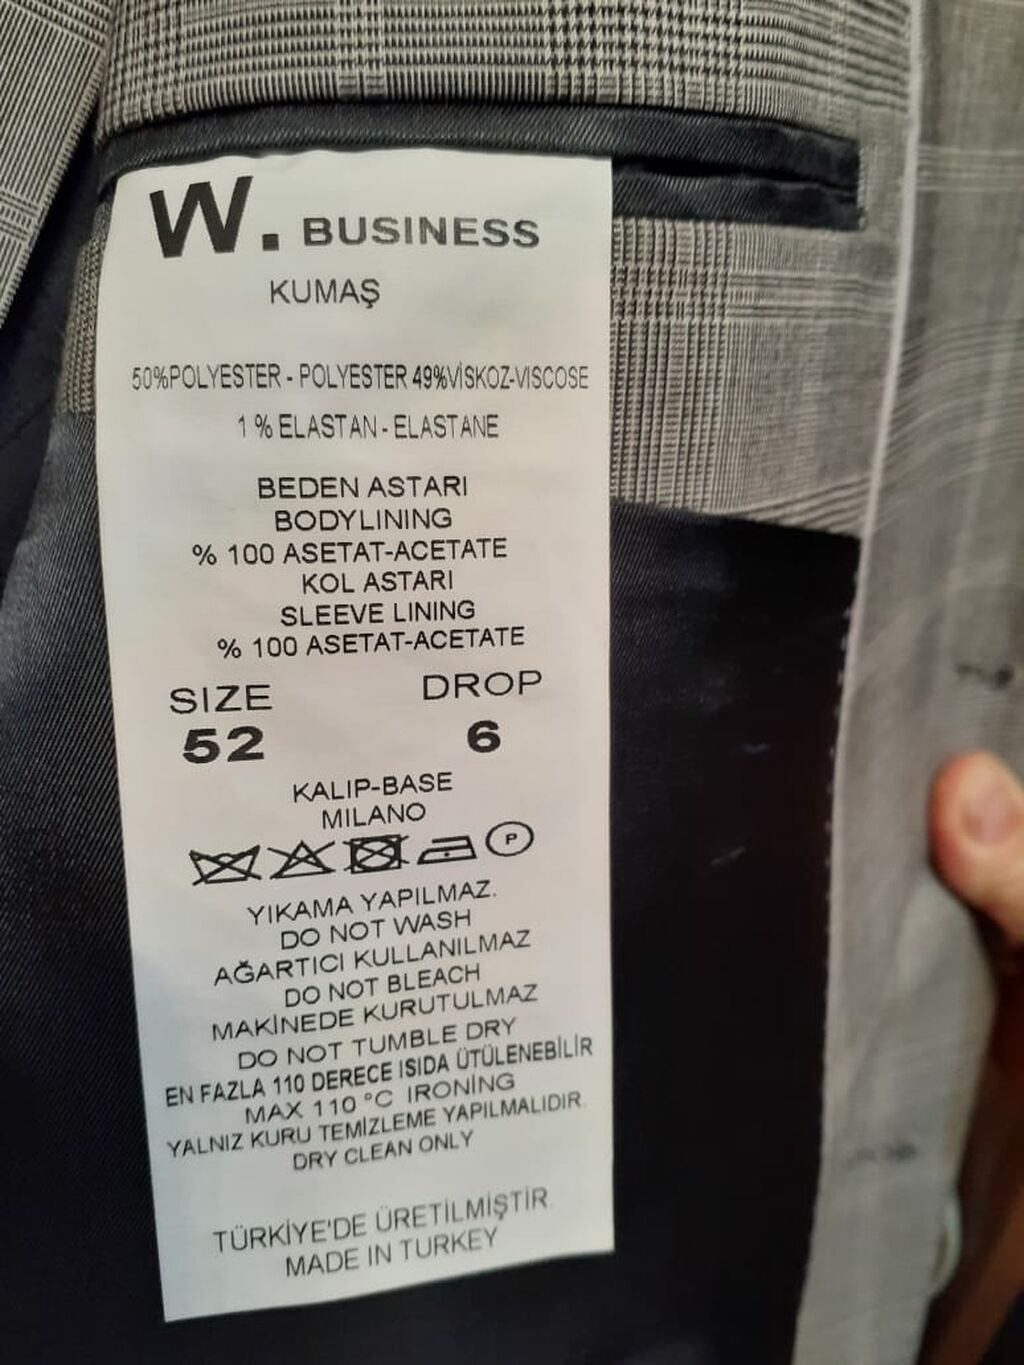 W. BUSINESS
KUMAŞ
50%POLYESTER - POLYESTER 49%VİSKOZ-VISCOSE
1 % ELASTAN - ELASTANE
BEDEN ASTARI
BODYLINING
% 100 ASETAT-ACETATE
KOL ASTARI
SLEEVE LINING
% 100 ASETAT-ACETATE
SIZE DROP
52 6
KALIP-BASE
MILANO
P
YIKAMA YAPILMAZ.
DO NOT WASH
AĞARTICI KULLANILMAZ
DO NOT BLEACH
MAKİNEDE KURUTULMAZ
DO NOT TUMBLE DRY
EN FAZLA 110 DERECE ISIDA ÜTÜLENEBİLİR
MAX 110 °C IRONİNG
YALNIZ KURU TEMİZLEME YAPILMALIDIR.
DRY CLEAN ONLY
TÜRKİYE'DE ÜRETİLMİŞTİR.
MADE IN TURKEY